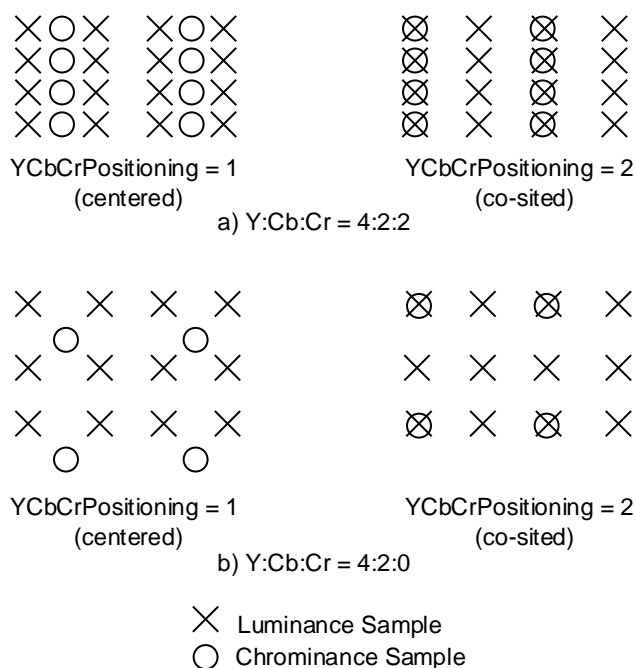 YCbCrPositioning = 1
(centered)
YCbCrPositioning = 2
(co-sited)
a) Y:Cb:Cr = 4:2:2
YCbCrPositioning = 1
(centered)
YCbCrPositioning = 2
(co-sited)
b) Y:Cb:Cr = 4:2:0
Luminance Sample
Chrominance Sample